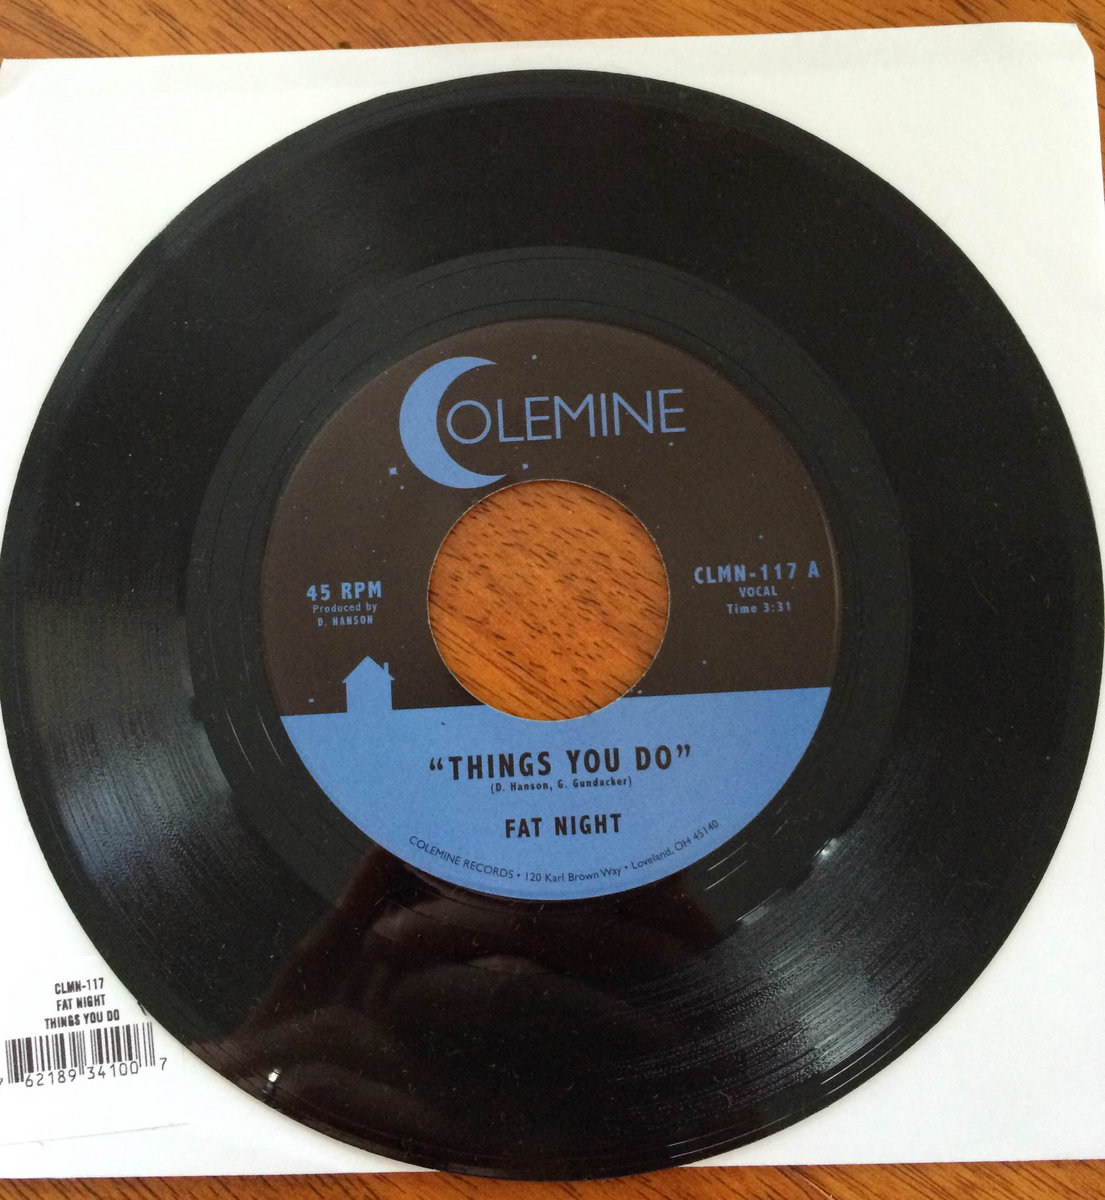 COLEMINE
45 RPM
Produced by
D. HANSON
CLMN-117 A
VOCAL
Time 3:31
“THINGS YOU DO”
(D. Hanson, G. Gundacker)
FAT NIGHT
COLEMINE RECORDS • 120 Karl Brown Way • Loveland, OH 45140
CLMN-117
FAT NIGHT
THINGS YOU DO
7 62189 34100 7